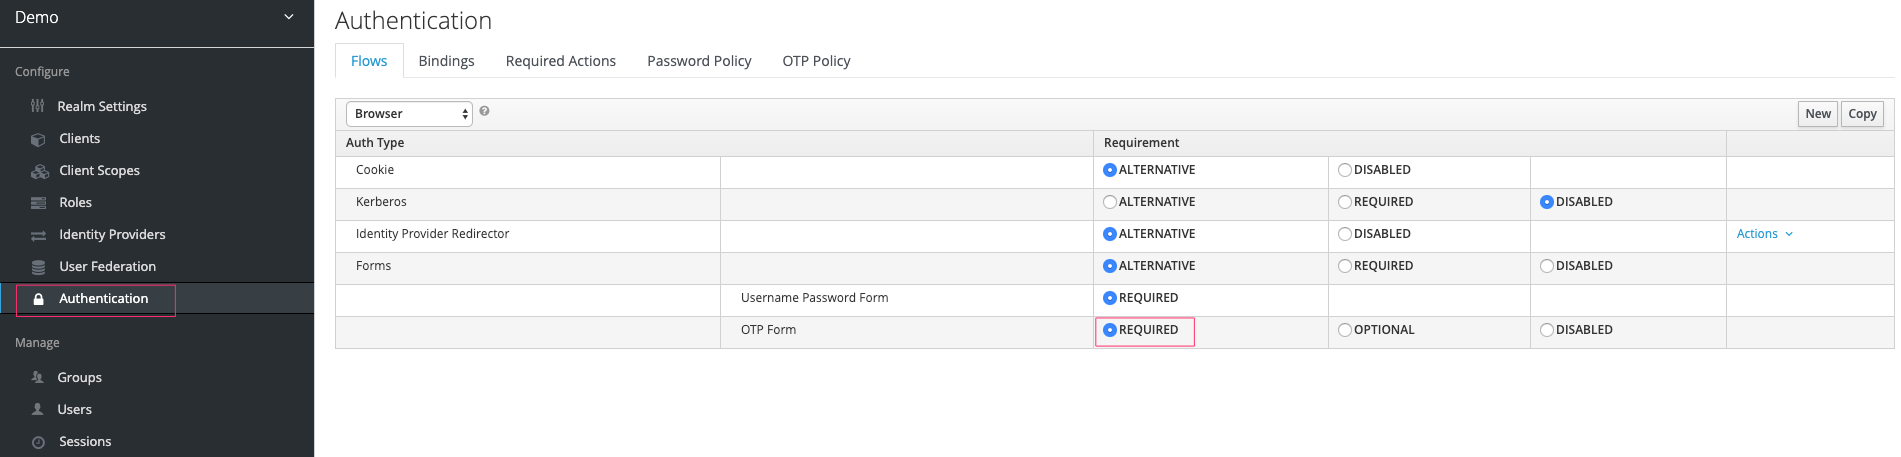 Demo
Configure
Realm Settings
Clients
Client Scopes
Roles
Identity Providers
User Federation
Authentication
Manage
Groups
Users
Sessions
Authentication
Flows Bindings Required Actions Password Policy OTP Policy
Browser ? New Copy
Auth Type Requirement
Cookie ALTERNATIVE DISABLED
Kerberos ALTERNATIVE REQUIRED DISABLED
Identity Provider Redirector ALTERNATIVE DISABLED Actions
Forms ALTERNATIVE REQUIRED DISABLED
Username Password Form REQUIRED
OTP Form REQUIRED OPTIONAL DISABLED